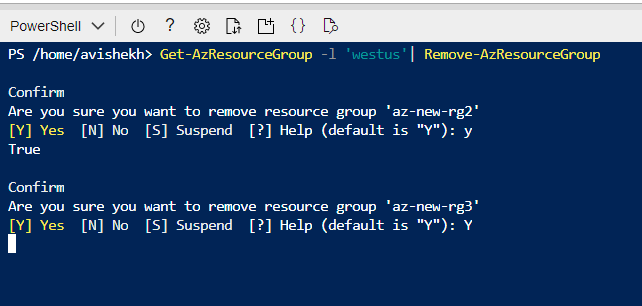 PowerShell
PS /home/avishekh> Get-AzResourceGroup -l 'westus'| Remove-AzResourceGroup
Confirm
Are you sure you want to remove resource group 'az-new-rg2'
[Y] Yes  [N] No  [S] Suspend  [?] Help (default is "Y"): y
True
Confirm
Are you sure you want to remove resource group 'az-new-rg3'
[Y] Yes  [N] No  [S] Suspend  [?] Help (default is "Y"): Y